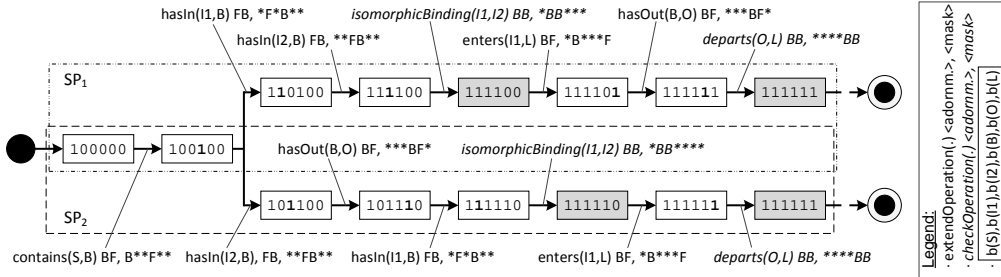 hasIn(I1,B) FB, *F*B**
isomorphicBinding(I1,I2) BB, *BB***
hasOut(B,O) BF, ***BF*
hasIn(I2,B) FB, **FB**
enters(I1,L) BF, *B***F
departs(O,L) BB, ****BB
SP1
110100
111100
111100
111101
111111
111111
100000
100100
hasOut(B,O) BF, ***BF*
isomorphicBinding(I1,I2) BB, *BB****
SP2
101100
101110
111110
111110
111111
111111
contains(S,B) BF, B**F**
hasIn(I2,B), FB, **FB**
hasIn(I1,B) FB, *F*B**
enters(I1,L) BF, *B***F
departs(O,L) BB, ****BB
Legend:
· extendOperation(.) <adornm.>, <mask>
· checkOperation(.) <adornm.>, <mask>
· b(S),b(I1),b(I2),b(B),b(O),b(L)